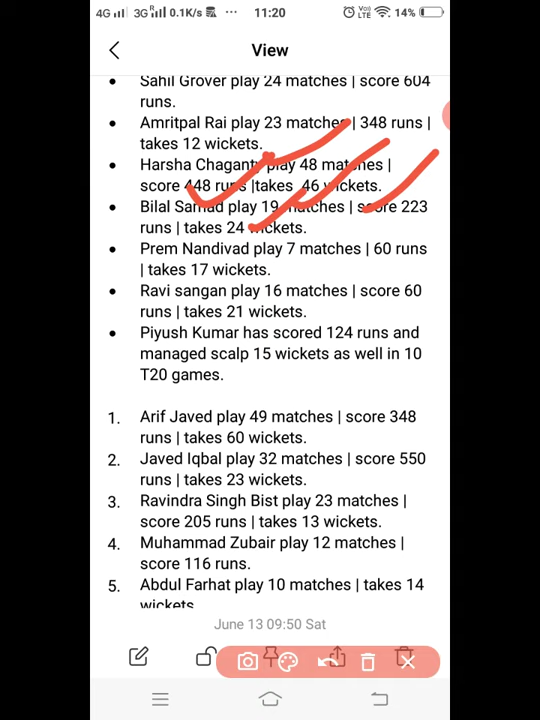 4G 3G R 0.1K/s ... 11:20 Vo) LTE 14%
View
Sahil Grover play 24 matches | score 604
runs.
• Amritpal Rai play 23 matches | 348 runs |
takes 12 wickets.
• Harsha Chaganty play 48 matches |
score 448 runs |takes 46 wickets.
• Bilal Samad play 19 matches | score 223
runs | takes 24 wickets.
• Prem Nandivad play 7 matches | 60 runs
| takes 17 wickets.
• Ravi sangan play 16 matches | score 60
runs | takes 21 wickets.
• Piyush Kumar has scored 124 runs and
managed scalp 15 wickets as well in 10
T20 games.
1. Arif Javed play 49 matches | score 348
runs | takes 60 wickets.
2. Javed Iqbal play 32 matches | score 550
runs | takes 23 wickets.
3. Ravindra Singh Bist play 23 matches |
score 205 runs | takes 13 wickets.
4. Muhammad Zubair play 12 matches |
score 116 runs.
5. Abdul Farhat play 10 matches | takes 14
wickets
June 13 09:50 Sat